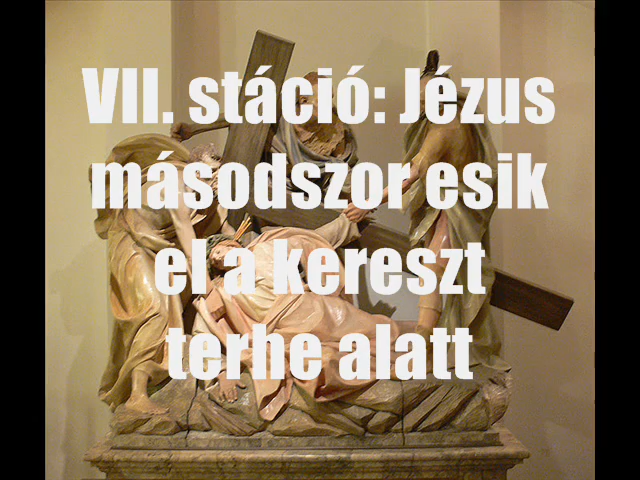 VII. stáció: Jézus
másodszor esik
el a kereszt
terhe alatt